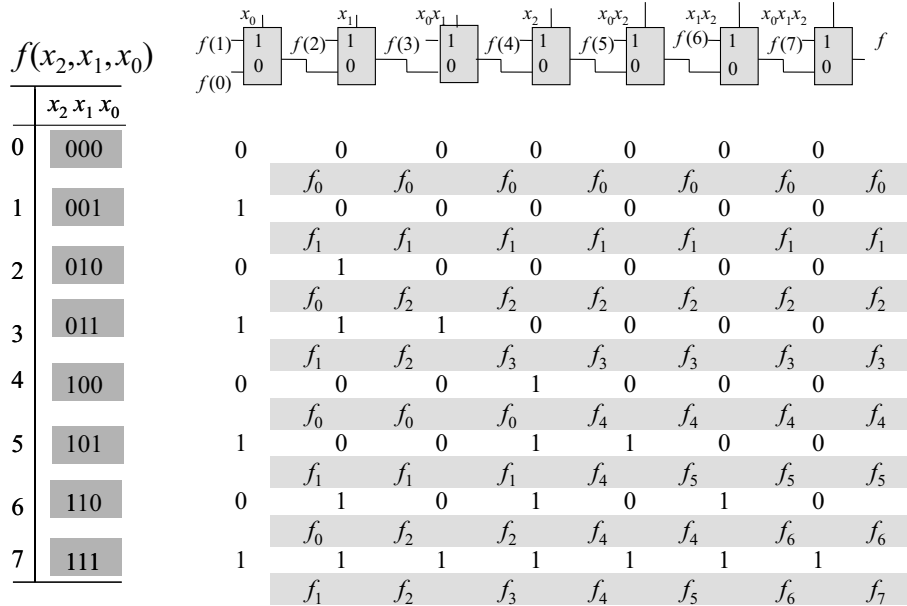 x₀ x₁ x₀x₁ x₂ x₀x₂ x₁x₂ x₀x₁x₂
f(1) 1 f(2) 1 f(3) 1 f(4) 1 f(5) 1 f(6) 1 f(7) 1 f
f(0) 0 0 0 0 0 0 0
f(x₂,x₁,x₀)
x₂ x₁ x₀
0 000 0 0 0 0 0 0 0
f₀ f₀ f₀ f₀ f₀ f₀ f₀
1 001 1 0 0 0 0 0 0
f₁ f₁ f₁ f₁ f₁ f₁ f₁
2 010 0 1 0 0 0 0 0
f₀ f₂ f₂ f₂ f₂ f₂ f₂
3 011 1 1 1 0 0 0 0
f₁ f₂ f₃ f₃ f₃ f₃ f₃
4 100 0 0 0 1 0 0 0
f₀ f₀ f₀ f₄ f₄ f₄ f₄
5 101 1 0 0 1 1 0 0
f₁ f₁ f₁ f₄ f₅ f₅ f₅
6 110 0 1 0 1 0 1 0
f₀ f₂ f₂ f₄ f₄ f₆ f₆
7 111 1 1 1 1 1 1 1
f₁ f₂ f₃ f₄ f₅ f₆ f₇